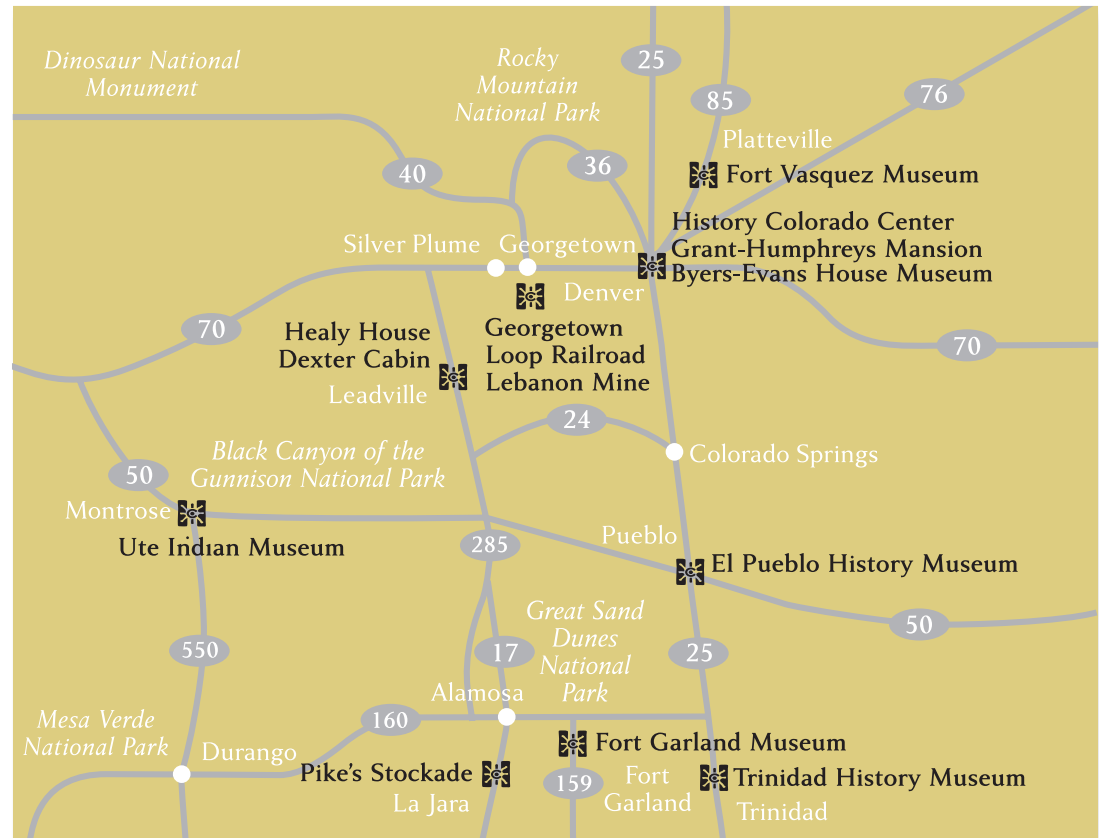 Dinosaur National
Monument
Rocky
Mountain
National Park
25
85
76
Platteville
40
36
Fort Vasquez Museum
History Colorado Center
Grant-Humphreys Mansion
Byers-Evans House Museum
Silver Plume
Georgetown
Denver
70
Healy House
Dexter Cabin
Leadville
Georgetown
Loop Railroad
Lebanon Mine
70
24
Black Canyon of the
Gunnison National Park
Colorado Springs
50
Montrose
Ute Indian Museum
285
Pueblo
El Pueblo History Museum
50
Great Sand
Dunes
National
Park
550
17
25
Alamosa
160
Mesa Verde
National Park
Durango
Fort Garland Museum
Pike's Stockade
La Jara
159
Fort
Garland
Trinidad History Museum
Trinidad